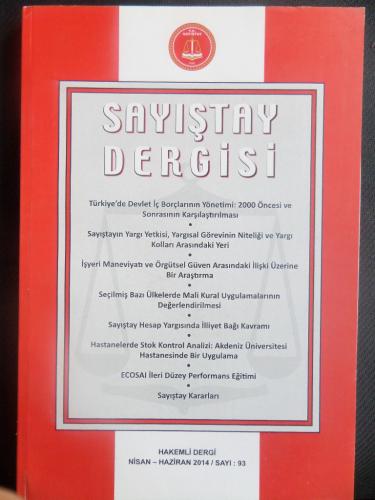 T.C.
SAYIŞTAY
SAYIŞTAY
DERGİSİ
Türkiye'de Devlet İç Borçlarının Yönetimi: 2000 Öncesi ve
Sonrasının Karşılaştırılması
•
Sayıştayın Yargı Yetkisi, Yargısal Görevinin Niteliği ve Yargı
Kolları Arasındaki Yeri
•
İşyeri Maneviyatı ve Örgütsel Güven Arasındaki İlişki Üzerine
Bir Araştırma
•
Seçilmiş Bazı Ülkelerde Mali Kural Uygulamalarının
Değerlendirilmesi
•
Sayıştay Hesap Yargısında İlliyet Bağı Kavramı
•
Hastanelerde Stok Kontrol Analizi: Akdeniz Üniversitesi
Hastanesinde Bir Uygulama
•
ECOSAI İleri Düzey Performans Eğitimi
•
Sayıştay Kararları
HAKEMLİ DERGİ
NİSAN – HAZİRAN 2014 / SAYI : 93